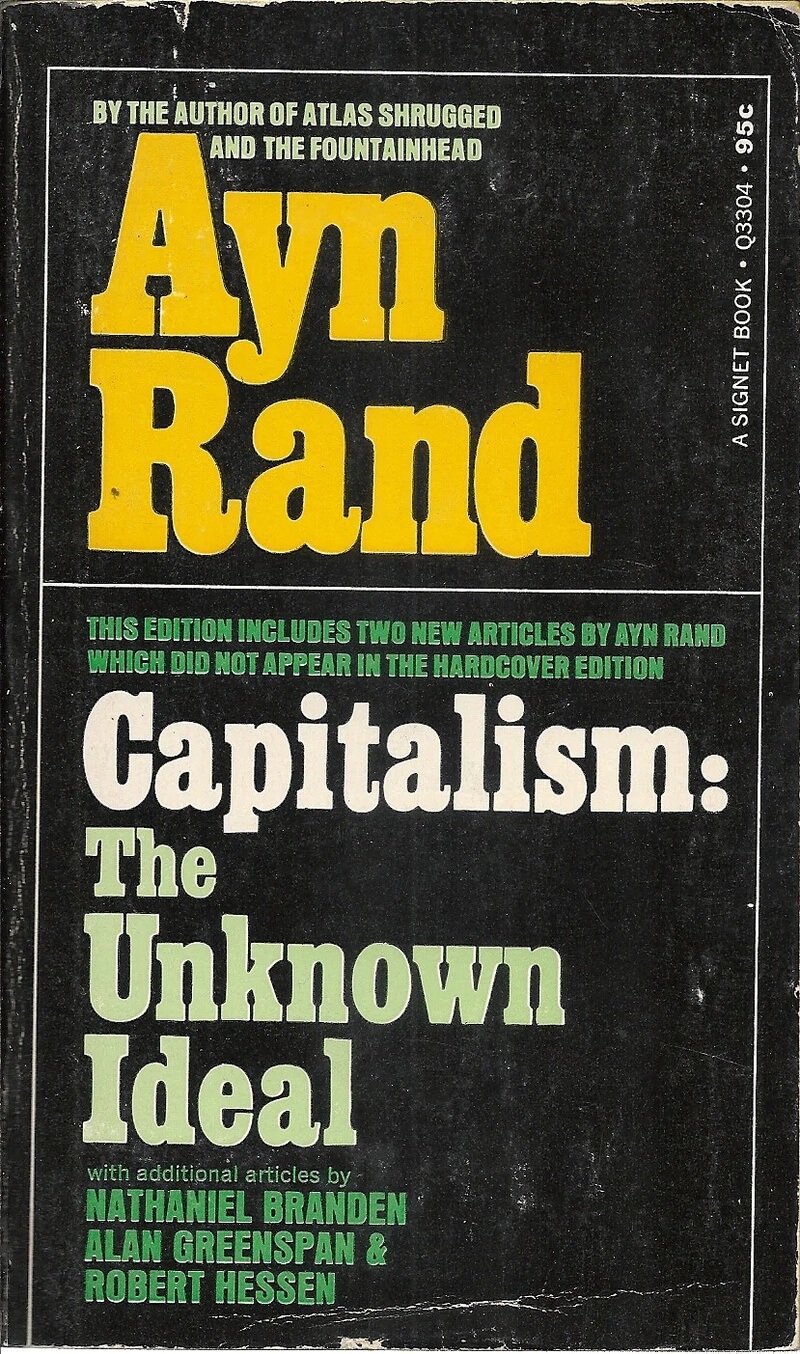 BY THE AUTHOR OF ATLAS SHRUGGED
AND THE FOUNTAINHEAD
Ayn
Rand
A SIGNET BOOK • Q3304 • 95c
THIS EDITION INCLUDES TWO NEW ARTICLES BY AYN RAND
WHICH DID NOT APPEAR IN THE HARDCOVER EDITION
Capitalism:
The
Unknown
Ideal
with additional articles by
NATHANIEL BRANDEN
ALAN GREENSPAN &
ROBERT HESSEN